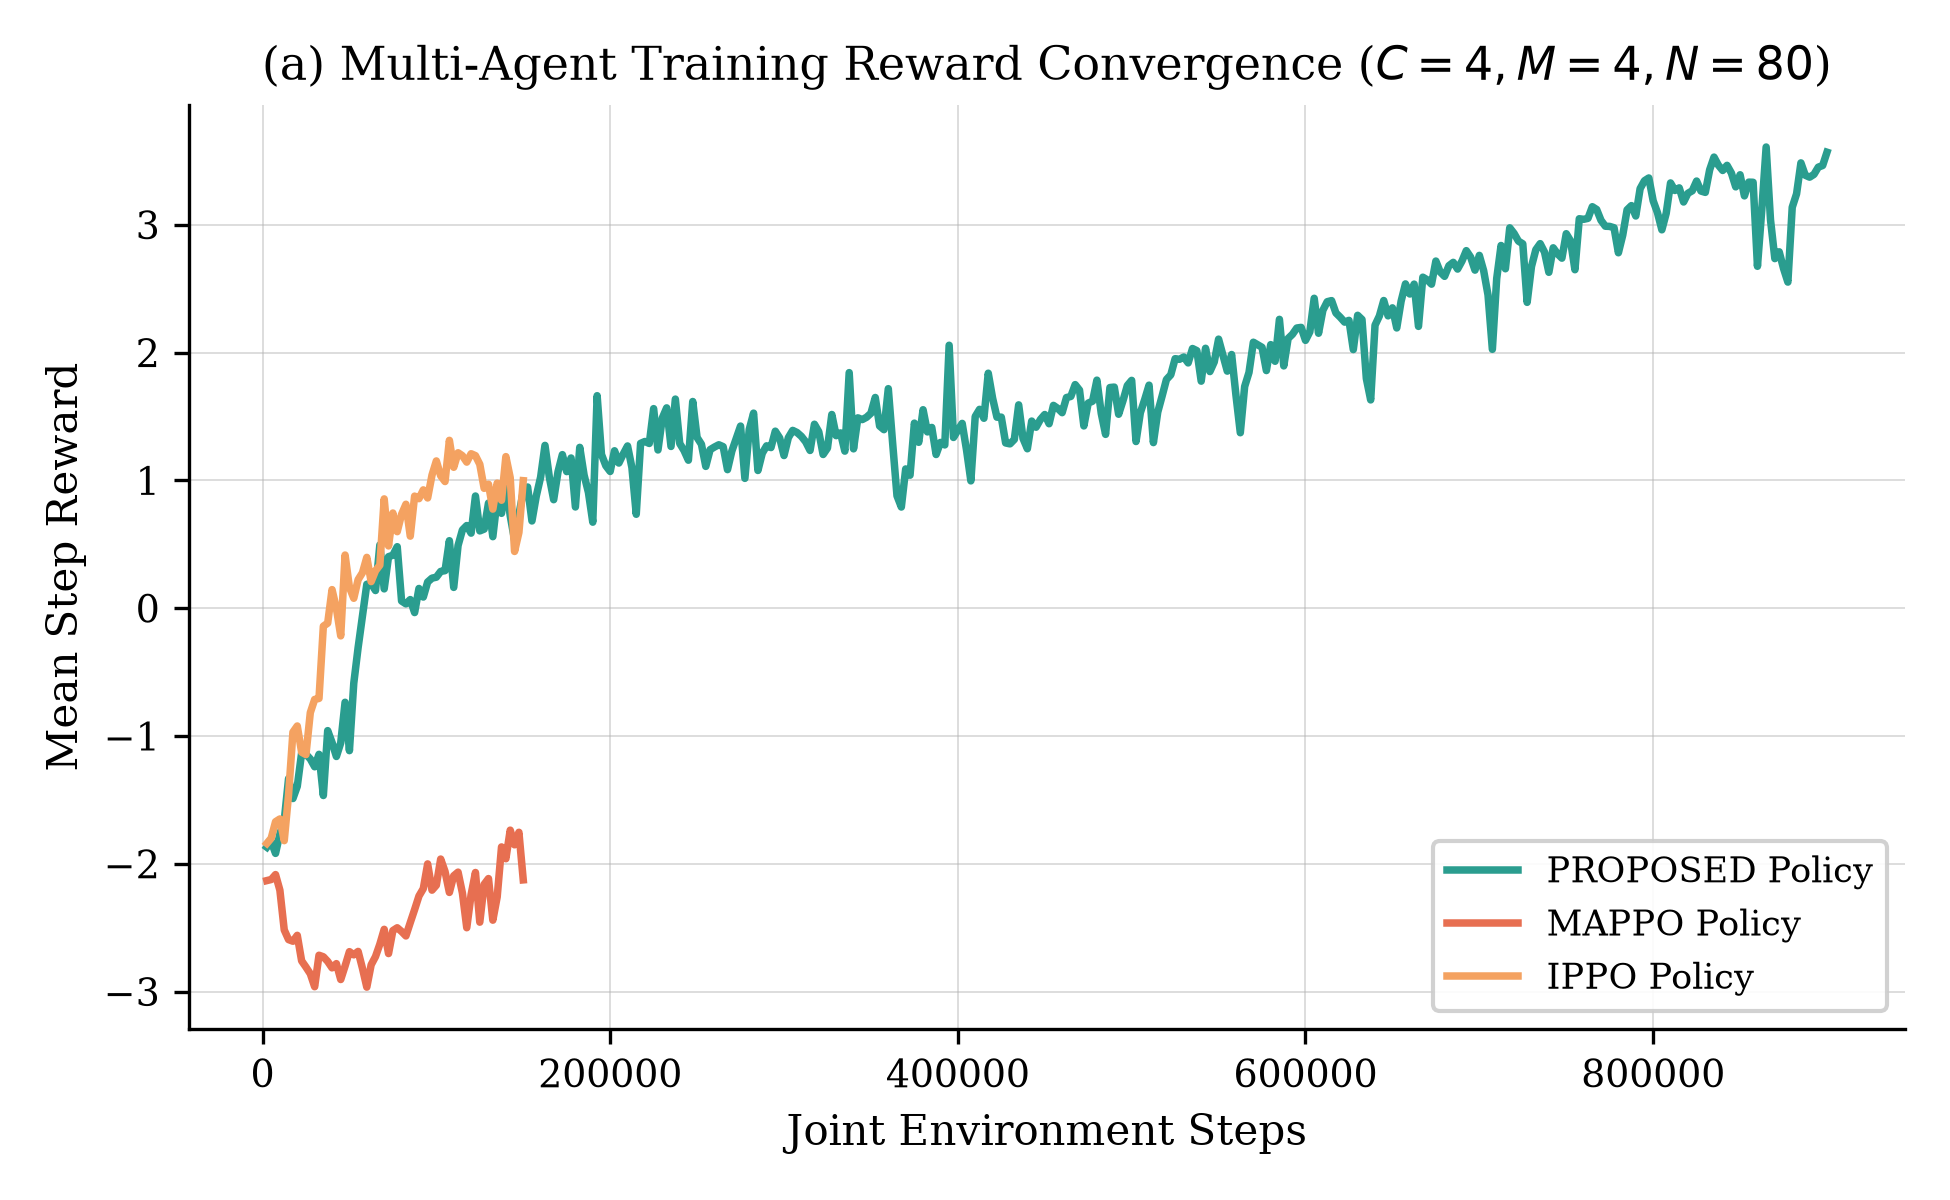 (a) Multi-Agent Training Reward Convergence (C = 4, M = 4, N = 80)
Mean Step Reward
3
2
1
0
−1
−2
−3
0
200000
400000
600000
800000
Joint Environment Steps
PROPOSED Policy
MAPPO Policy
IPPO Policy